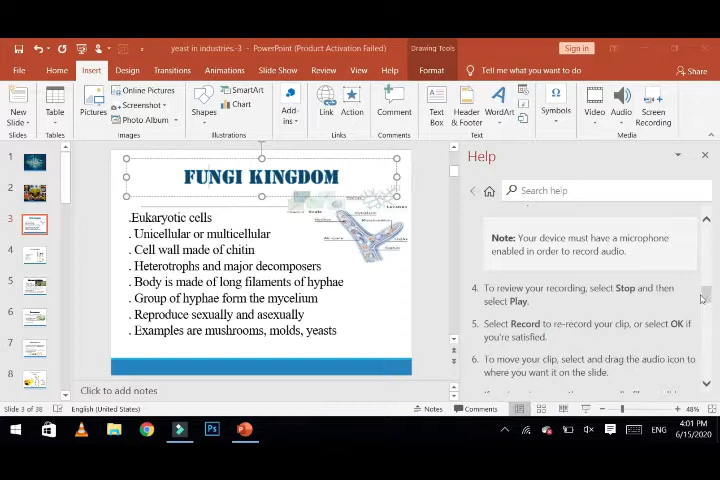 yeast in industries.-3 - PowerPoint (Product Activation Failed)
Drawing Tools
Sign in
File Home Insert Design Transitions Animations Slide Show Review View Help Format Tell me what you want to do Share
New Slide
Table
Pictures
Online Pictures
Screenshot
Photo Album
Shapes
SmartArt
Chart
Add-ins
Link
Action
Comment
Text Box
Header & Footer
WordArt
Symbols
Video
Audio
Screen Recording
Slides Tables Images Illustrations Links Comments Text Media
1
2
3
4
5
6
7
8
FUNGI KINGDOM
.Eukaryotic cells
. Unicellular or multicellular
. Cell wall made of chitin
. Heterotrophs and major decomposers
. Body is made of long filaments of hyphae
. Group of hyphae form the mycelium
. Reproduce sexually and asexually
. Examples are mushrooms, molds, yeasts
Click to add notes
Help
Search help
Note: Your device must have a microphone
enabled in order to record audio.
4. To review your recording, select Stop and then
select Play.
5. Select Record to re-record your clip, or select OK if
you're satisfied.
6. To move your clip, select and drag the audio icon to
where you want it on the slide.
Slide 3 of 38 English (United States) Notes Comments 48%
ENG
4:01 PM
6/15/2020